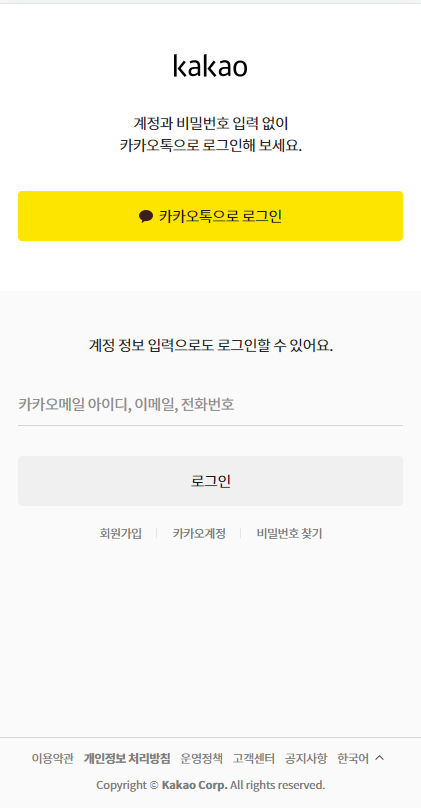 kakao
계정과 비밀번호 입력 없이
카카오톡으로 로그인해 보세요.
카카오톡으로 로그인
계정 정보 입력으로도 로그인할 수 있어요.
카카오메일 아이디, 이메일, 전화번호
로그인
회원가입 카카오계정 비밀번호 찾기
이용약관 개인정보 처리방침 운영정책 고객센터 공지사항 한국어
Copyright © Kakao Corp. All rights reserved.